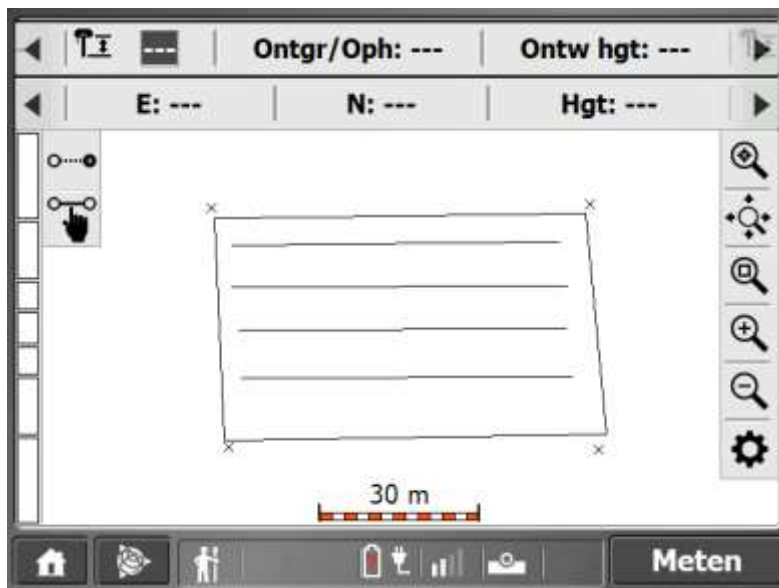 Ontgr/Oph: --- Ontw hgt: ---
E: --- N: --- Hgt: ---
30 m
Meten